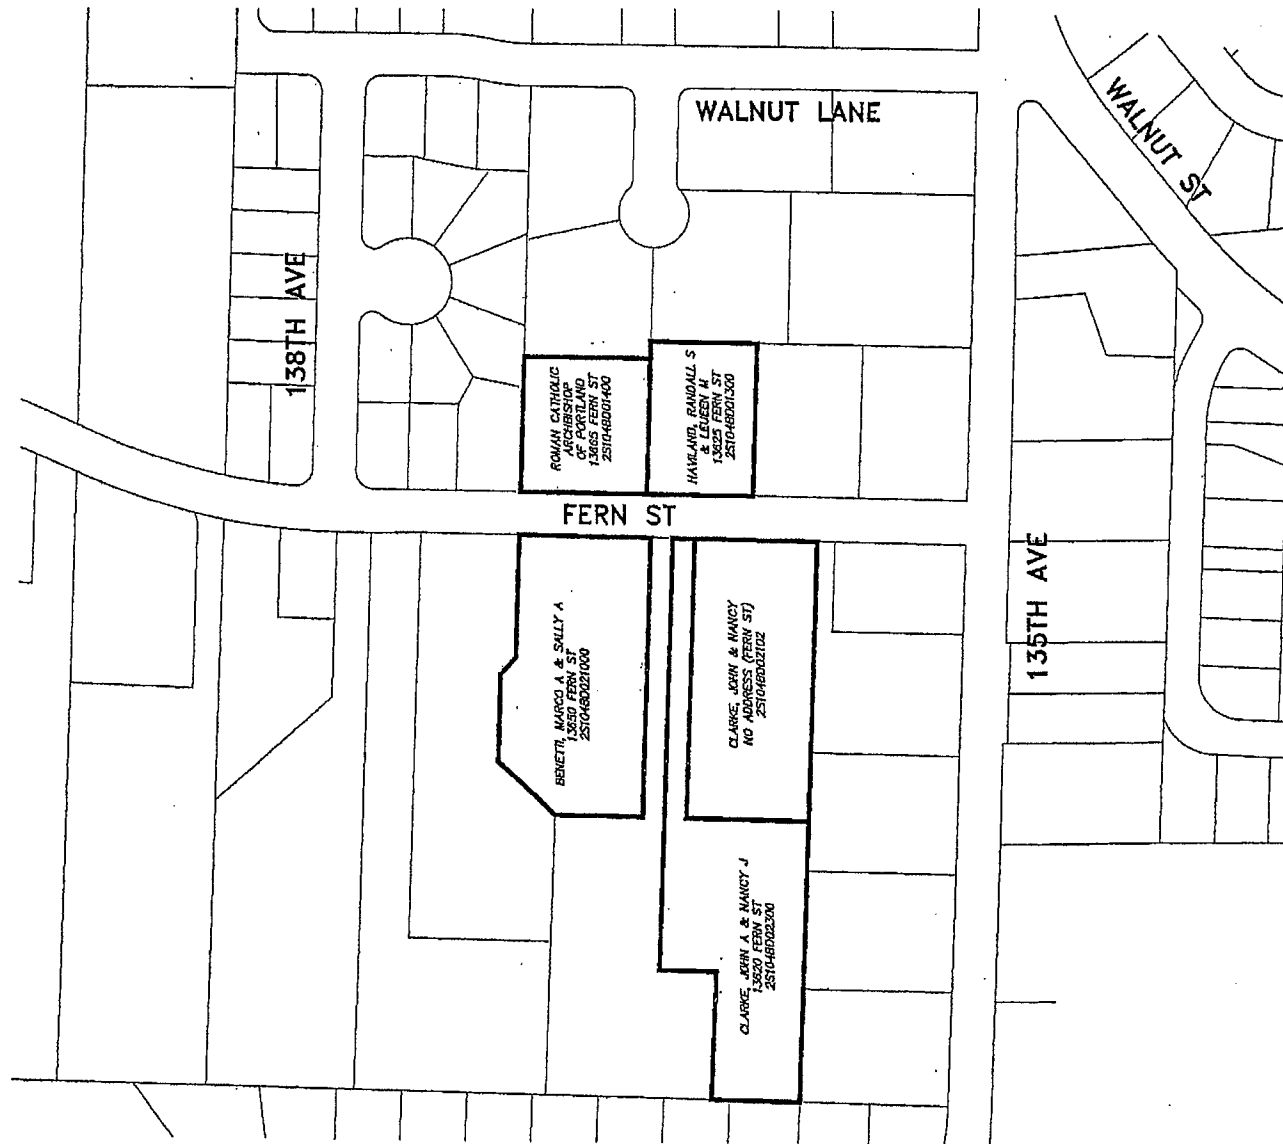 WALNUT LANE
WALNUT ST
138TH AVE
ROMAN CATHOLIC
ARCHBISHOP
OF PORTLAND
13665 FERN ST
2S104BD01400
HAVILAND, RANDALL S
& LEUEEN M
13625 FERN ST
2S104BD01300
FERN ST
135TH AVE
BENETTI, MARCO A & SALLY A
13650 FERN ST
2S104BD021000
CLARKE, JOHN & NANCY
NO ADDRESS (FERN ST)
2S104BD02102
CLARKE, JOHN A & NANCY J
13620 FERN ST
2S104BD02300